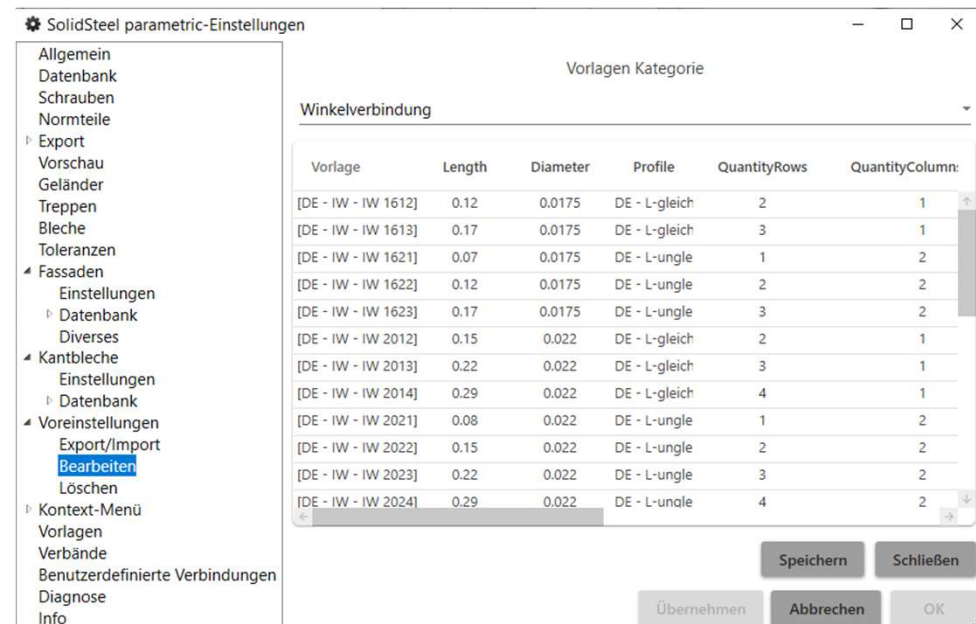 SolidSteel parametric-Einstellungen
Allgemein
Datenbank
Schrauben
Normteile
Export
Vorschau
Geländer
Treppen
Bleche
Toleranzen
Fassaden
Einstellungen
Datenbank
Diverses
Kantbleche
Einstellungen
Datenbank
Voreinstellungen
Export/Import
Bearbeiten
Löschen
Kontext-Menü
Vorlagen
Verbände
Benutzerdefinierte Verbindungen
Diagnose
Info
Vorlagen Kategorie
Winkelverbindung
Vorlage Length Diameter Profile QuantityRows QuantityColumn
[DE - IW - IW 1612] 0.12 0.0175 DE - L-gleich 2 1
[DE - IW - IW 1613] 0.17 0.0175 DE - L-gleich 3 1
[DE - IW - IW 1621] 0.07 0.0175 DE - L-ungle 1 2
[DE - IW - IW 1622] 0.12 0.0175 DE - L-ungle 2 2
[DE - IW - IW 1623] 0.17 0.0175 DE - L-ungle 3 2
[DE - IW - IW 2012] 0.15 0.022 DE - L-gleich 2 1
[DE - IW - IW 2013] 0.22 0.022 DE - L-gleich 3 1
[DE - IW - IW 2014] 0.29 0.022 DE - L-gleich 4 1
[DE - IW - IW 2021] 0.08 0.022 DE - L-ungle 1 2
[DE - IW - IW 2022] 0.15 0.022 DE - L-ungle 2 2
[DE - IW - IW 2023] 0.22 0.022 DE - L-ungle 3 2
[DE - IW - IW 2024] 0.29 0.022 DE - L-ungle 4 2
Speichern Schließen
Übernehmen Abbrechen OK